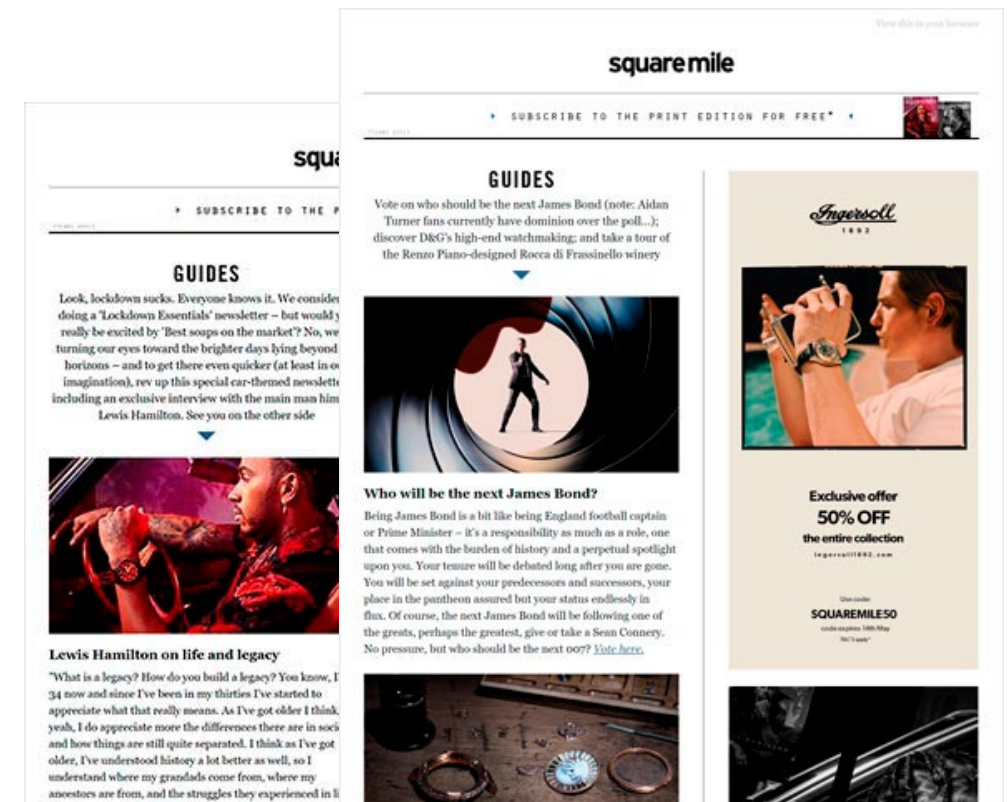 squa
SUBSCRIBE TO THE P
GUIDES
Look, lockdown sucks. Everyone knows it. We conside
doing a 'Lockdown Essentials' newsletter – but would y
really be excited by 'Best soaps on the market'? No, we
turning our eyes toward the brighter days lying beyond
horizons – and to get there even quicker (at least in o
imagination), rev up this special car-themed newslett
including an exclusive interview with the main man him
Lewis Hamilton. See you on the other side
Lewis Hamilton on life and legacy
"What is a legacy? How do you build a legacy? You know, I
34 now and since I've been in my thirties I've started to
appreciate what that really means. As I've got older I think,
yeah, I do appreciate more the differences there are in soci
and how things are still quite separated. I think as I've got
older, I've understood history a lot better as well, so I
understand where my grandads come from, where my
ancestors are from, and the struggles they experienced in li
View this in your browser
square mile
SUBSCRIBE TO THE PRINT EDITION FOR FREE*
GUIDES
Vote on who should be the next James Bond (note: Aidan
Turner fans currently have dominion over the poll...);
discover D&G's high-end watchmaking; and take a tour of
the Renzo Piano-designed Rocca di Frassinello winery
Who will be the next James Bond?
Being James Bond is a bit like being England football captain
or Prime Minister – it's a responsibility as much as a role, one
that comes with the burden of history and a perpetual spotlight
upon you. Your tenure will be debated long after you are gone.
You will be set against your predecessors and successors, your
place in the pantheon assured but your status endlessly in
flux. Of course, the next James Bond will be following one of
the greats, perhaps the greatest, give or take a Sean Connery.
No pressure, but who should be the next 007? Vote here.
Ingersoll
1892
Exclusive offer
50% OFF
the entire collection
ingersoll1892.com
Use code:
SQUAREMILE50
code expires 14th May